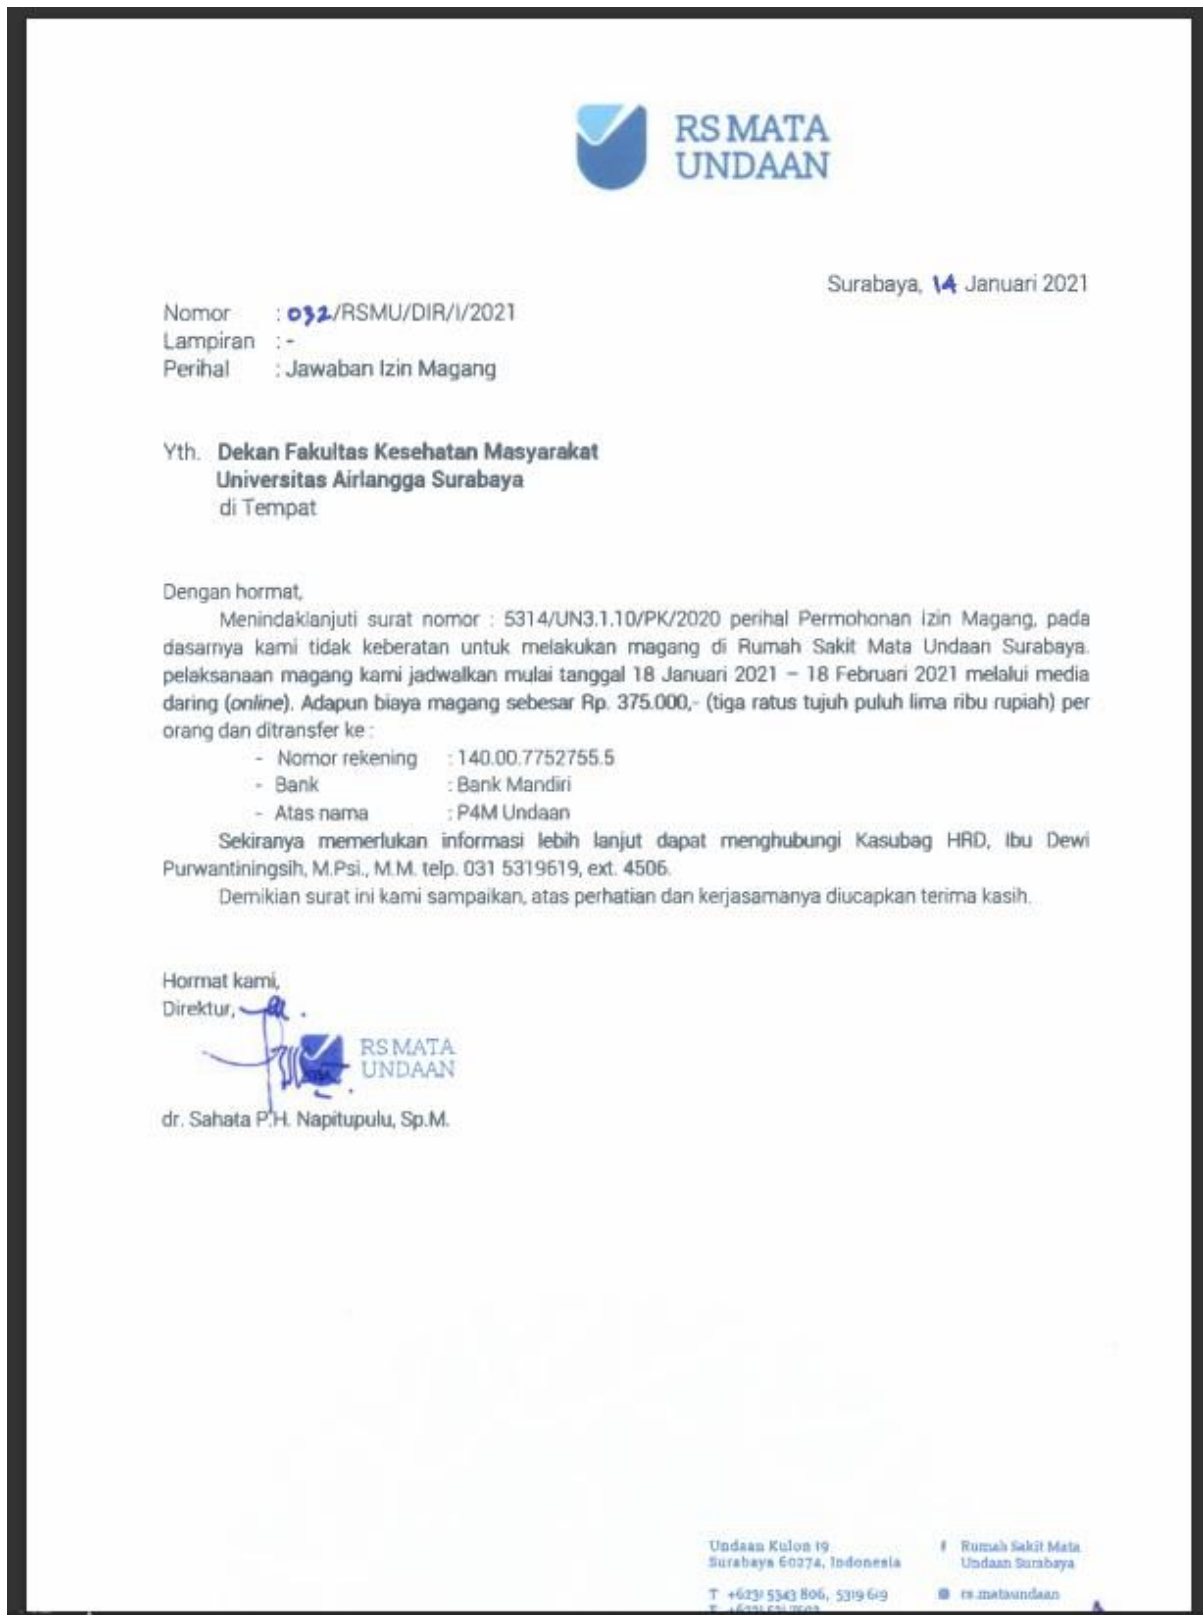 RS MATA
UNDAAN
Surabaya, 14 Januari 2021
Nomor : 032/RSMU/DIR/I/2021
Lampiran : -
Perihal : Jawaban Izin Magang
Yth. Dekan Fakultas Kesehatan Masyarakat
Universitas Airlangga Surabaya
di Tempat
Dengan hormat,
Menindaklanjuti surat nomor : 5314/UN3.1.10/PK/2020 perihal Permohonan izin Magang, pada
dasarnya kami tidak keberatan untuk melakukan magang di Rumah Sakit Mata Undaan Surabaya.
pelaksanaan magang kami jadwalkan mulai tanggal 18 Januari 2021 – 18 Februari 2021 melalui media
daring (online). Adapun biaya magang sebesar Rp. 375.000,- (tiga ratus tujuh puluh lima ribu rupiah) per
orang dan ditransfer ke :
- Nomor rekening : 140.00.7752755.5
- Bank : Bank Mandiri
- Atas nama : P4M Undaan
Sekiranya memerlukan informasi lebih lanjut dapat menghubungi Kasubag HRD, Ibu Dewi
Purwantiningsih, M.Psi., M.M. telp. 031 5319619, ext. 4506.
Demikian surat ini kami sampaikan, atas perhatian dan kerjasamanya diucapkan terima kasih.
Hormat kami,
Direktur,
RS MATA
UNDAAN
dr. Sahata P.H. Napitupulu, Sp.M.
Undaan Kulon 19
Surabaya 60274, Indonesia
T +6231 5343 806, 5319 619
Rumah Sakit Mata
Undaan Surabaya
rs.mataundaan